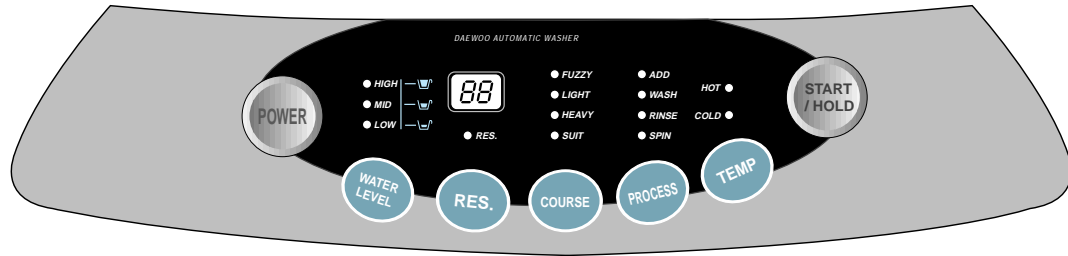 DAEWOO AUTOMATIC WASHER
POWER
HIGH
MID
LOW
88
RES.
FUZZY
LIGHT
HEAVY
SUIT
ADD
WASH
RINSE
SPIN
HOT
COLD
START
/ HOLD
WATER
LEVEL
RES.
COURSE
PROCESS
TEMP